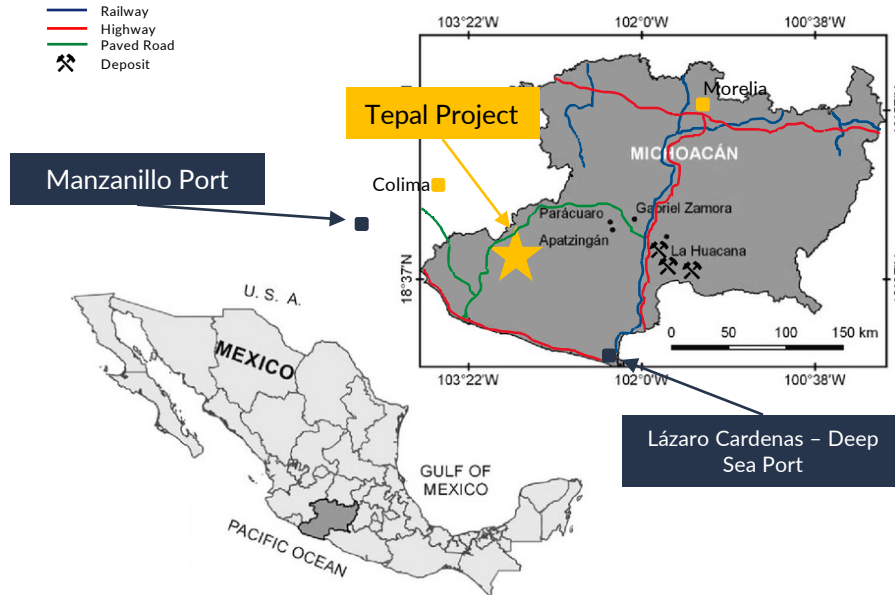 Railway
Highway
Paved Road
Deposit
103°22'W
102°0'W
100°38'W
Morelia
Tepal Project
MICHOACÁN
Manzanillo Port
Colima
Parácuaro
Gabriel Zamora
Apatzingán
La Huacana
18°37'N
0 50 100 150 km
103°22'W
102°0'W
100°38'W
U. S. A.
MEXICO
Lázaro Cardenas – Deep
Sea Port
GULF OF
MEXICO
PACIFIC OCEAN